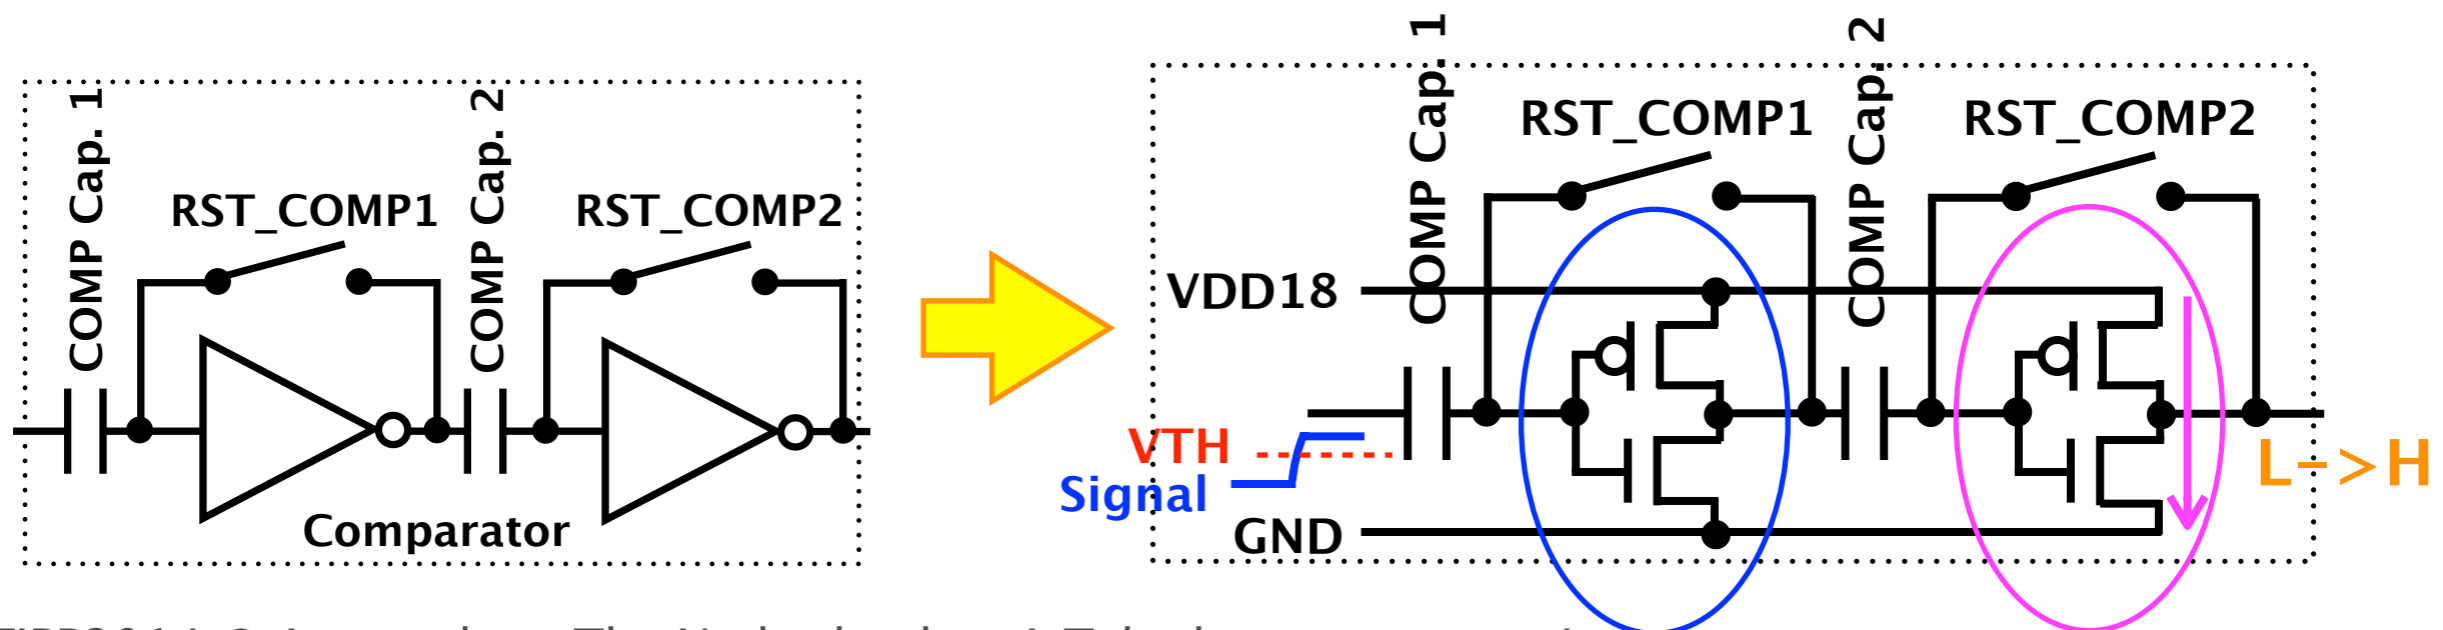 COMP Cap. 1
RST_COMP1
COMP Cap. 2
RST_COMP2
Comparator
COMP Cap. 1
RST_COMP1
COMP Cap. 2
RST_COMP2
VDD18
VTH
Signal
GND
L->H